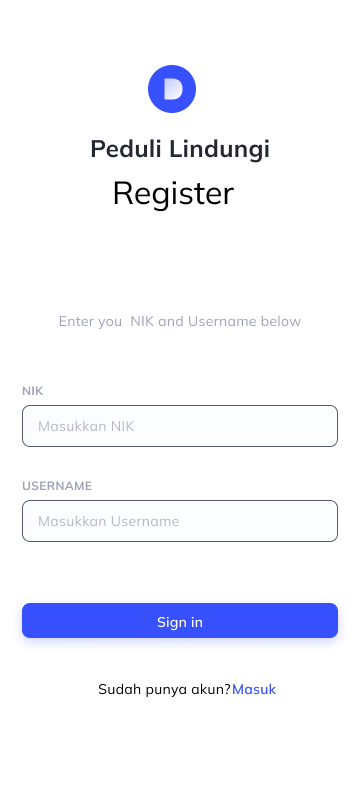 D
Peduli Lindungi
Register
Enter you  NIK and Username below
NIK
Masukkan NIK
USERNAME
Masukkan Username
Sign in
Sudah punya akun?Masuk